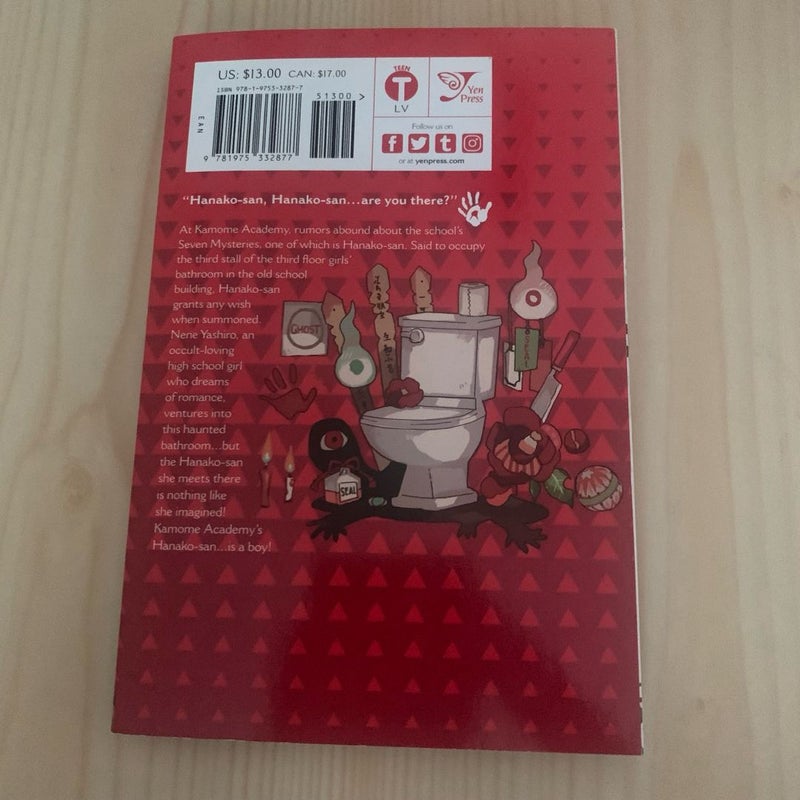 US: $13.00 CAN: $17.00
ISBN 978-1-9753-3287-7
51300 >
EAN
9 781975 332877
TEEN
T
LV
Yen
Press
Follow us on
or at yenpress.com
"Hanako-san, Hanako-san...are you there?"
At Kamome Academy, rumors abound about the school's
Seven Mysteries, one of which is Hanako-san. Said to occupy
the third stall of the third floor girls'
bathroom in the old school
building, Hanako-san
grants any wish
when summoned.
Nene Yashiro, an
occult-loving
high school girl
who dreams
of romance,
ventures into
this haunted
bathroom...but
the Hanako-san
she meets there
is nothing like
she imagined!
Kamome Academy's
Hanako-san...is a boy!
GHOST
SEAL
SEAL